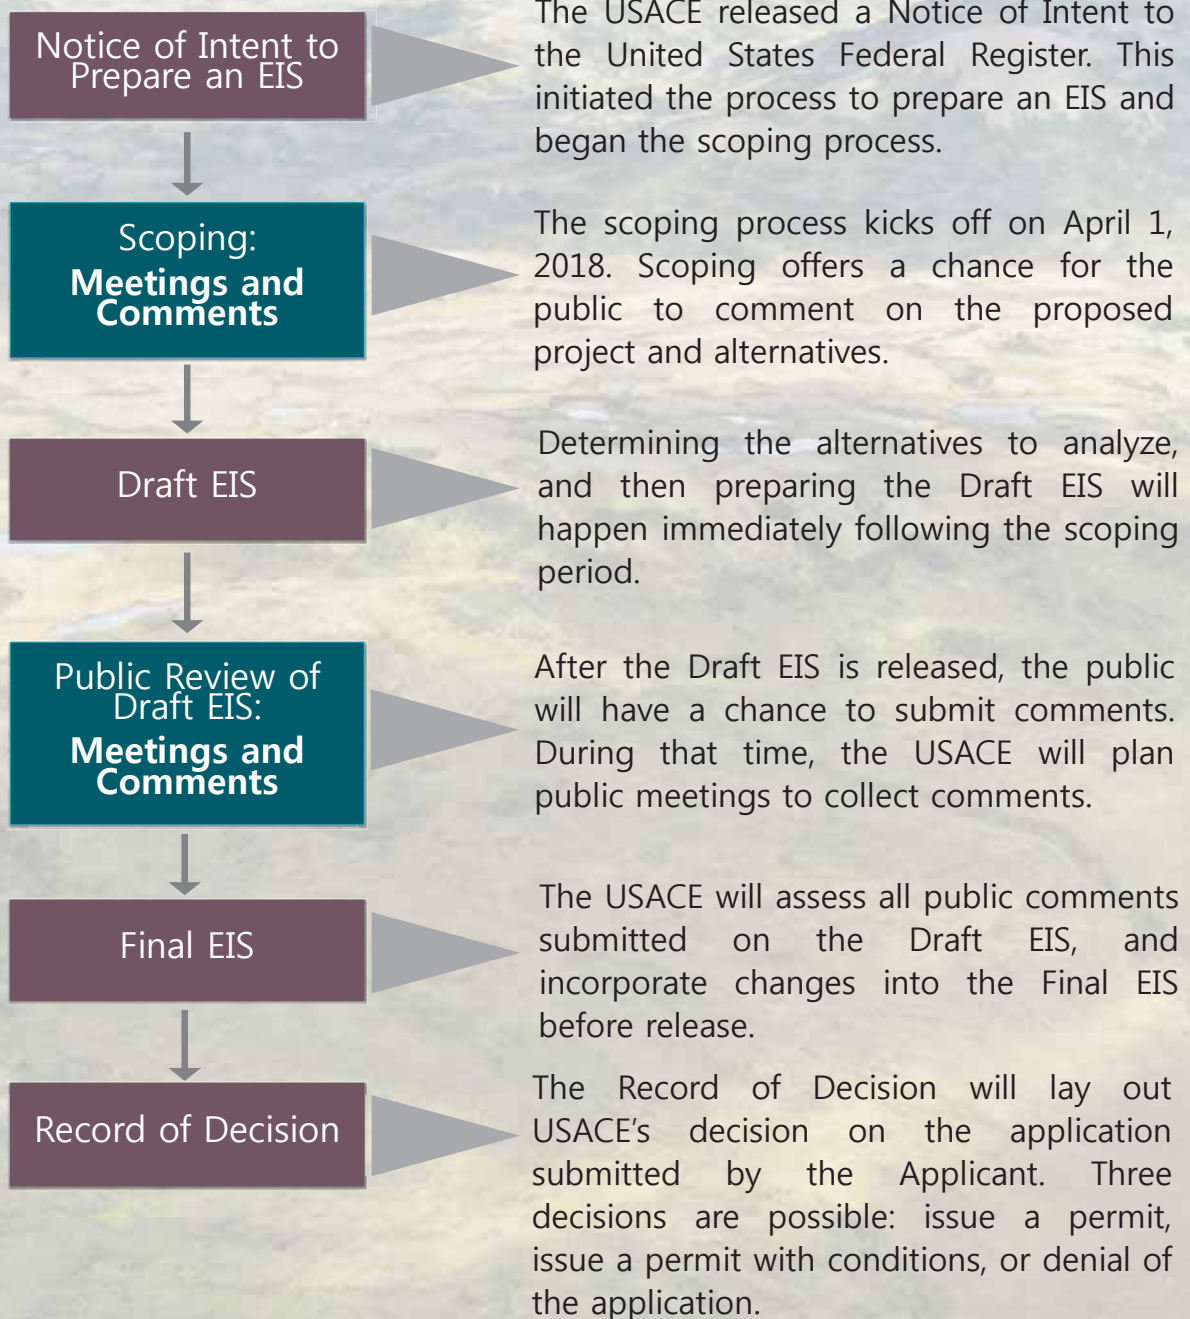 Notice of Intent to
Prepare an EIS
The USACE released a Notice of Intent to
the United States Federal Register. This
initiated the process to prepare an EIS and
began the scoping process.
Scoping:
Meetings and
Comments
The scoping process kicks off on April 1,
2018. Scoping offers a chance for the
public to comment on the proposed
project and alternatives.
Draft EIS
Determining the alternatives to analyze,
and then preparing the Draft EIS will
happen immediately following the scoping
period.
Public Review of
Draft EIS:
Meetings and
Comments
After the Draft EIS is released, the public
will have a chance to submit comments.
During that time, the USACE will plan
public meetings to collect comments.
Final EIS
The USACE will assess all public comments
submitted on the Draft EIS, and
incorporate changes into the Final EIS
before release.
Record of Decision
The Record of Decision will lay out
USACE’s decision on the application
submitted by the Applicant. Three
decisions are possible: issue a permit,
issue a permit with conditions, or denial of
the application.